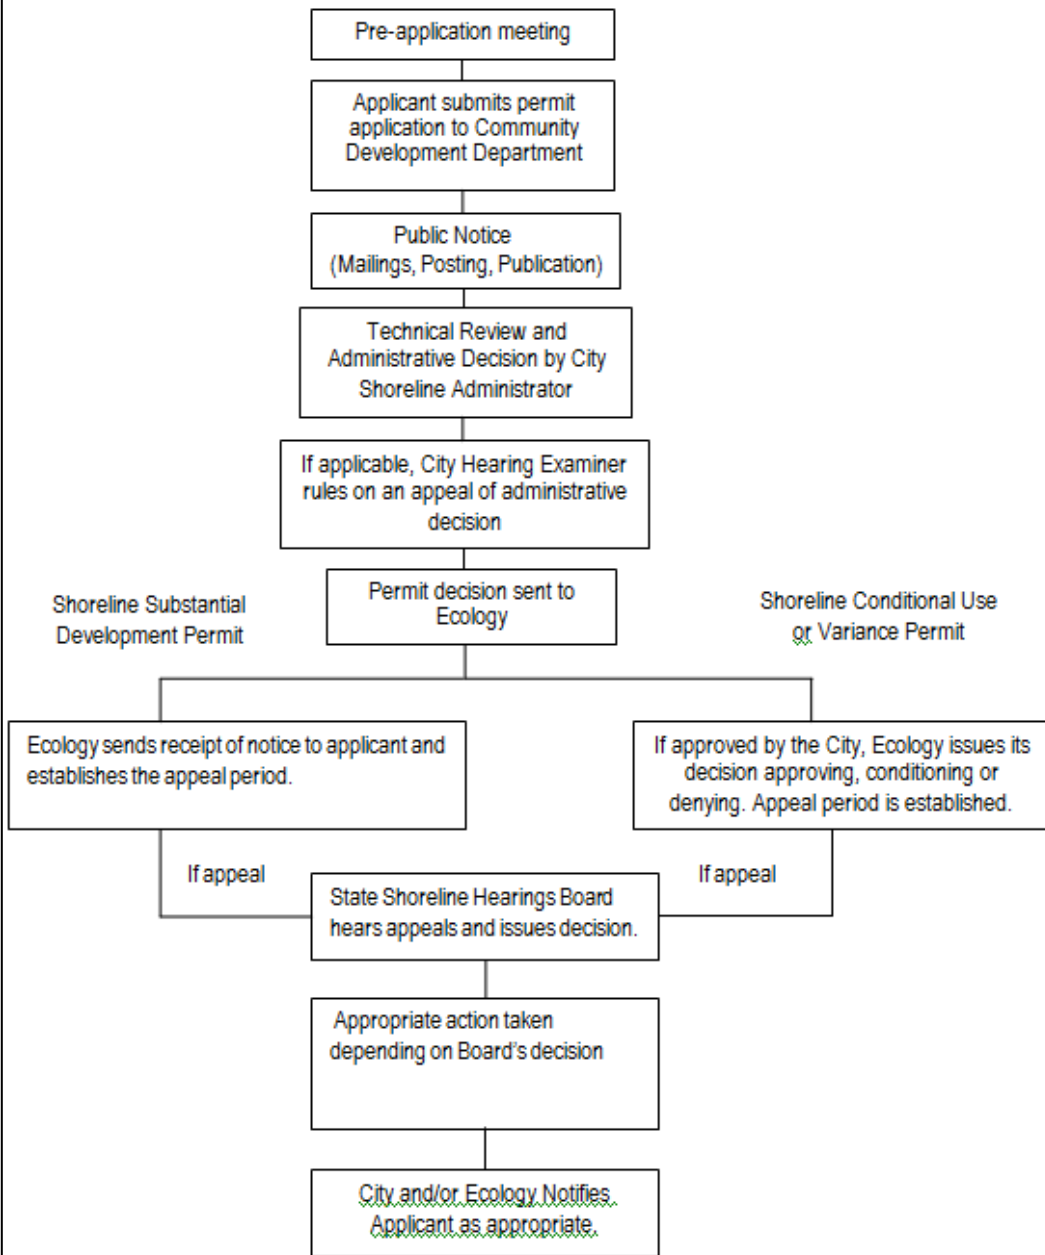 Pre-application meeting
Applicant submits permit
application to Community
Development Department
Public Notice
(Mailings, Posting, Publication)
Technical Review and
Administrative Decision by City
Shoreline Administrator
If applicable, City Hearing Examiner
rules on an appeal of administrative
decision
Permit decision sent to
Ecology
Shoreline Substantial
Development Permit
Shoreline Conditional Use
or Variance Permit
Ecology sends receipt of notice to applicant and
establishes the appeal period.
If approved by the City, Ecology issues its
decision approving, conditioning or
denying. Appeal period is established.
If appeal
If appeal
State Shoreline Hearings Board
hears appeals and issues decision.
Appropriate action taken
depending on Board's decision
City and/or Ecology Notifies
Applicant as appropriate.